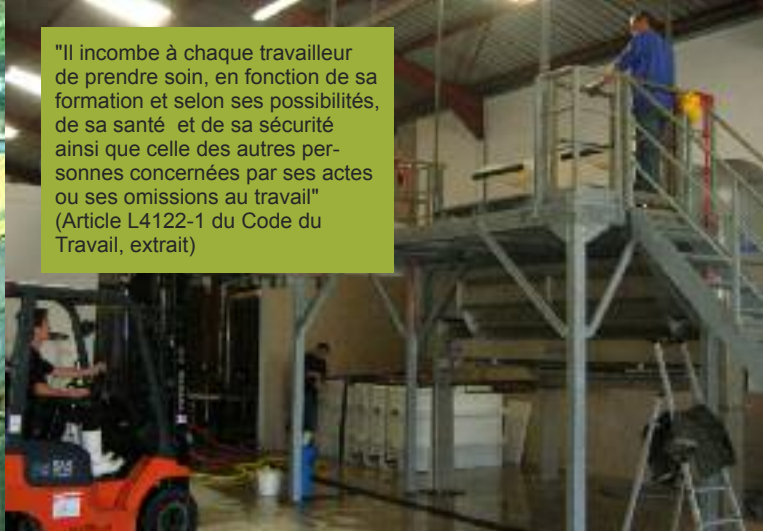 "Il incombe à chaque travailleur
de prendre soin, en fonction de sa
formation et selon ses possibilités,
de sa santé  et de sa sécurité
ainsi que celle des autres per-
sonnes concernées par ses actes
ou ses omissions au travail"
(Article L4122-1 du Code du
Travail, extrait)